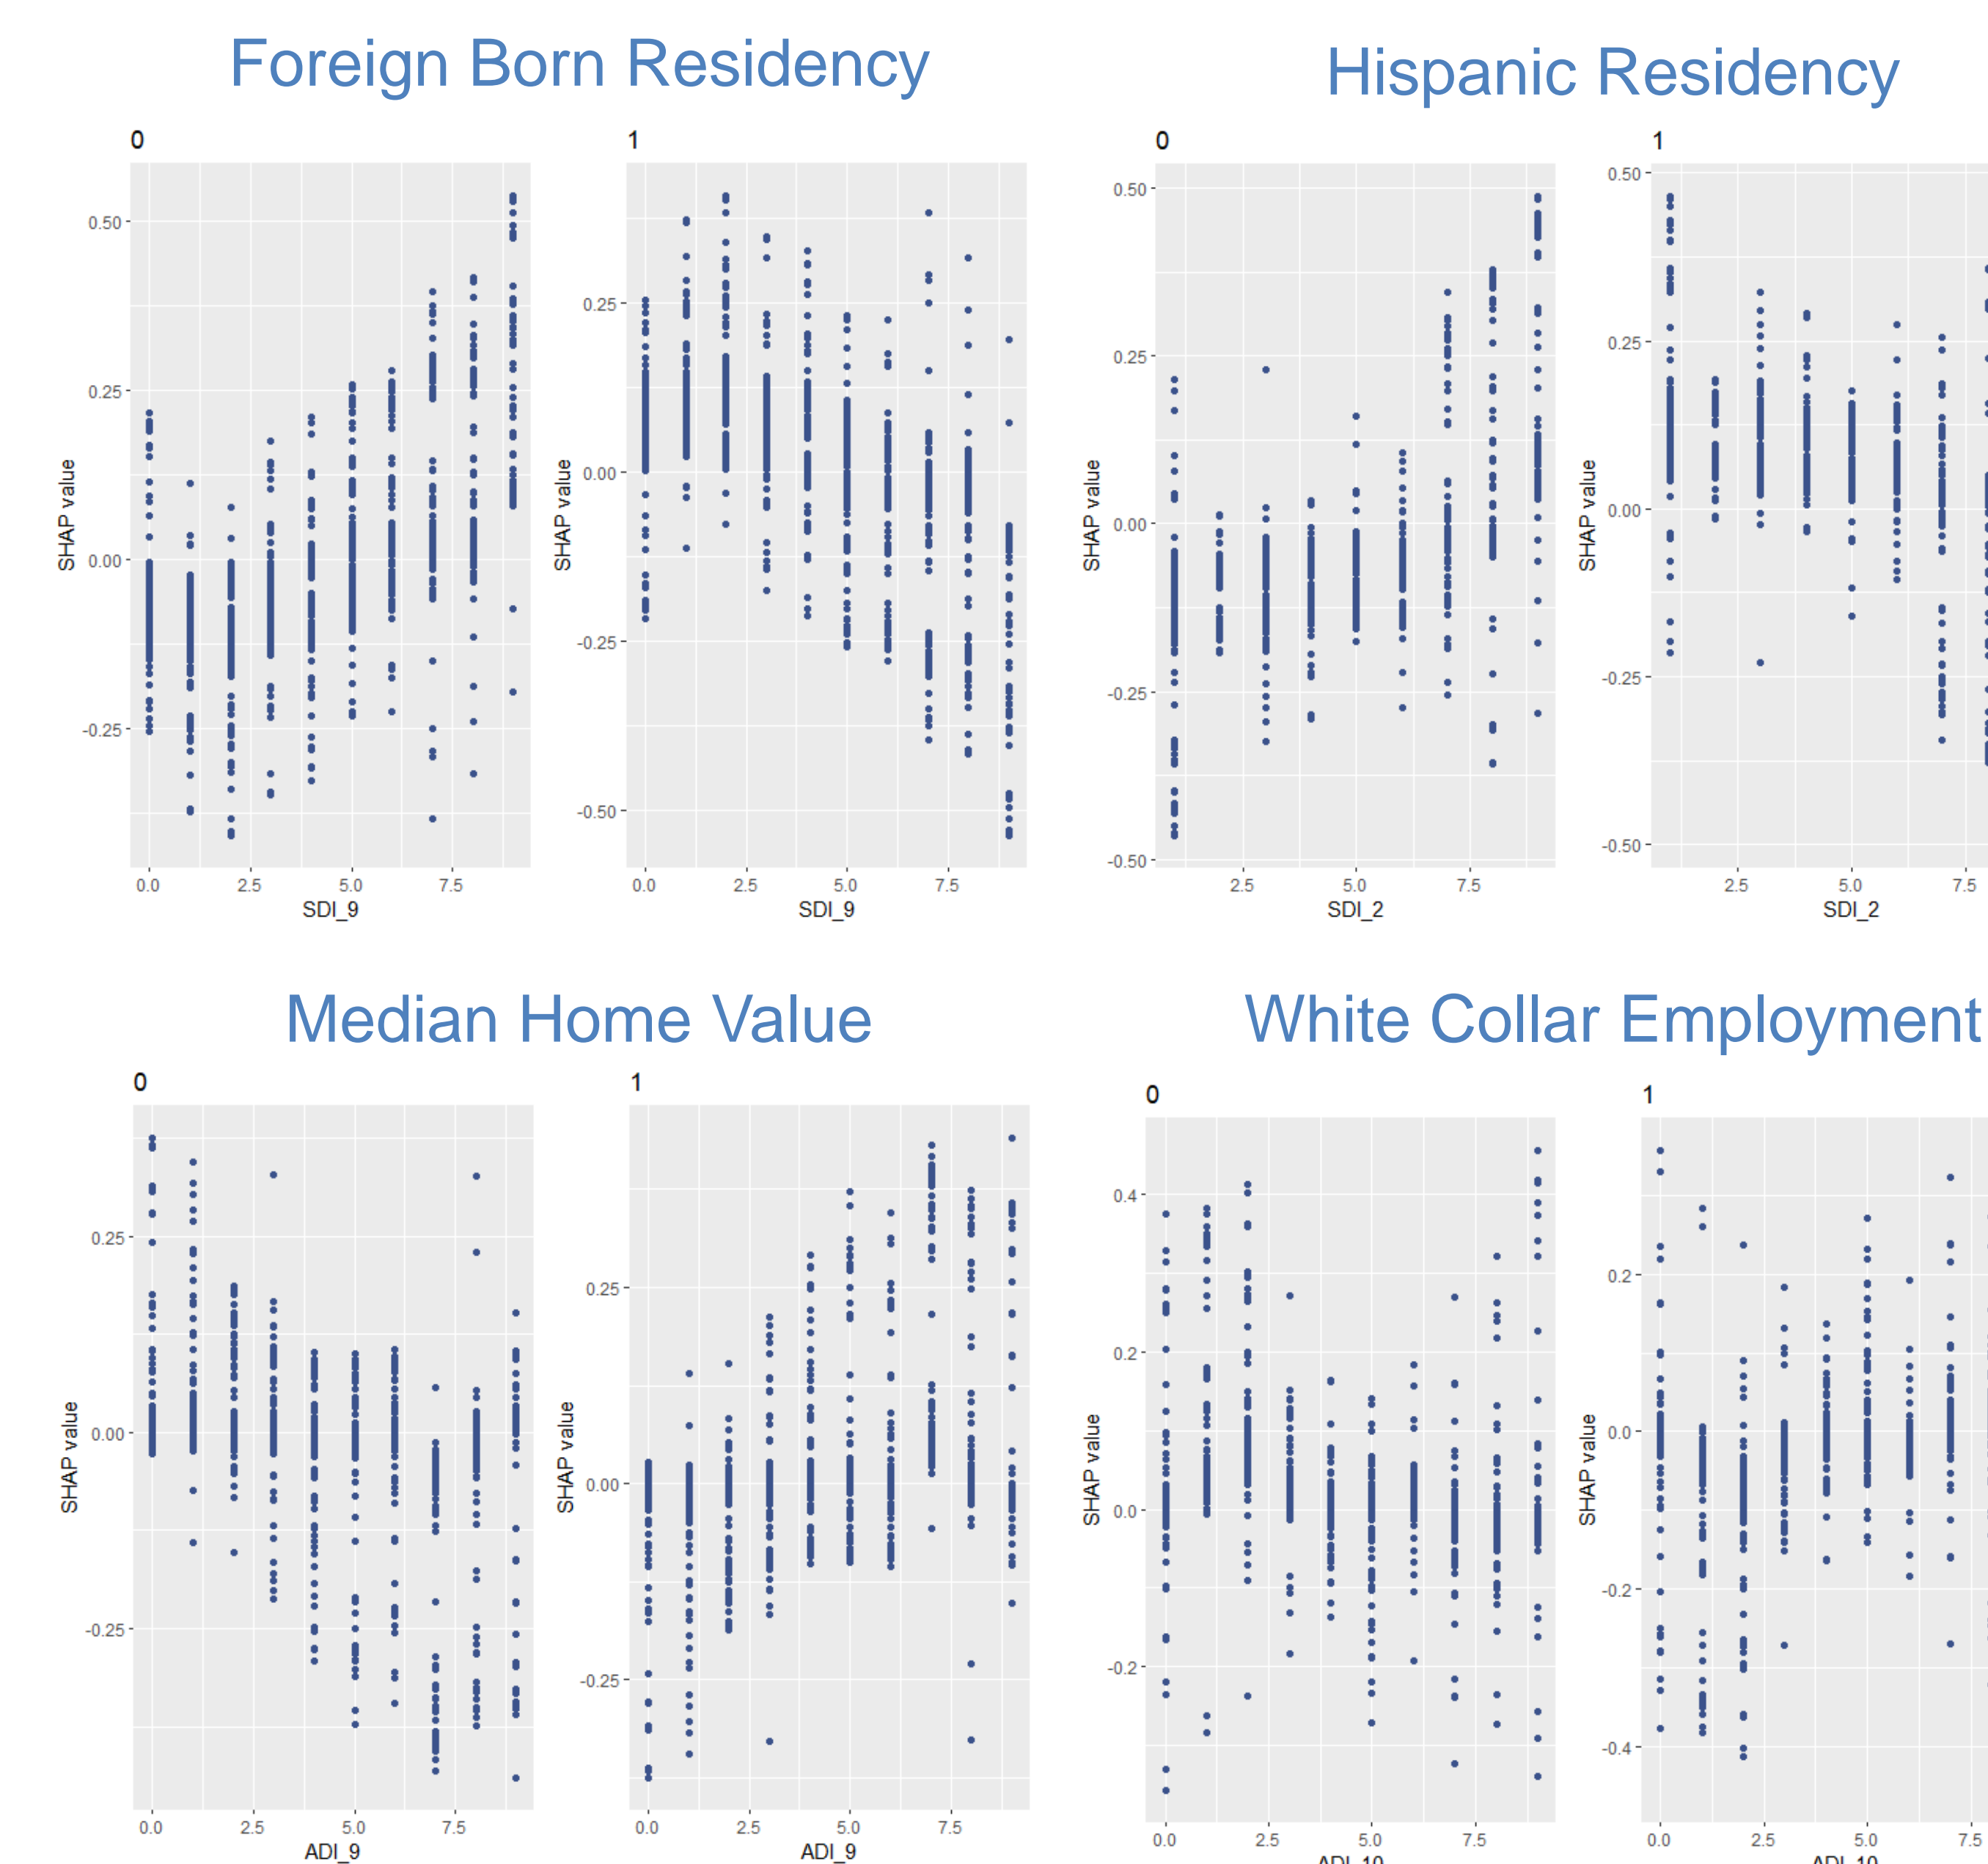 Foreign Born Residency
0
1
SHAP value
0.50
0.25
0.00
-0.25
0.0 2.5 5.0 7.5
SDI_9
SHAP value
0.25
0.00
-0.25
-0.50
0.0 2.5 5.0 7.5
SDI_9
Hispanic Residency
0
1
SHAP value
0.50
0.25
0.00
-0.25
-0.50
2.5 5.0 7.5
SDI_2
SHAP value
0.50
0.25
0.00
-0.25
-0.50
2.5 5.0 7.5
SDI_2
Median Home Value
0
1
SHAP value
0.25
0.00
-0.25
0.0 2.5 5.0 7.5
ADI_9
SHAP value
0.25
0.00
-0.25
0.0 2.5 5.0 7.5
ADI_9
White Collar Employment
0
1
SHAP value
0.4
0.2
0.0
-0.2
0.0 2.5 5.0 7.5
ADI_10
SHAP value
0.2
0.0
-0.2
-0.4
0.0 2.5 5.0 7.5
ADI_10